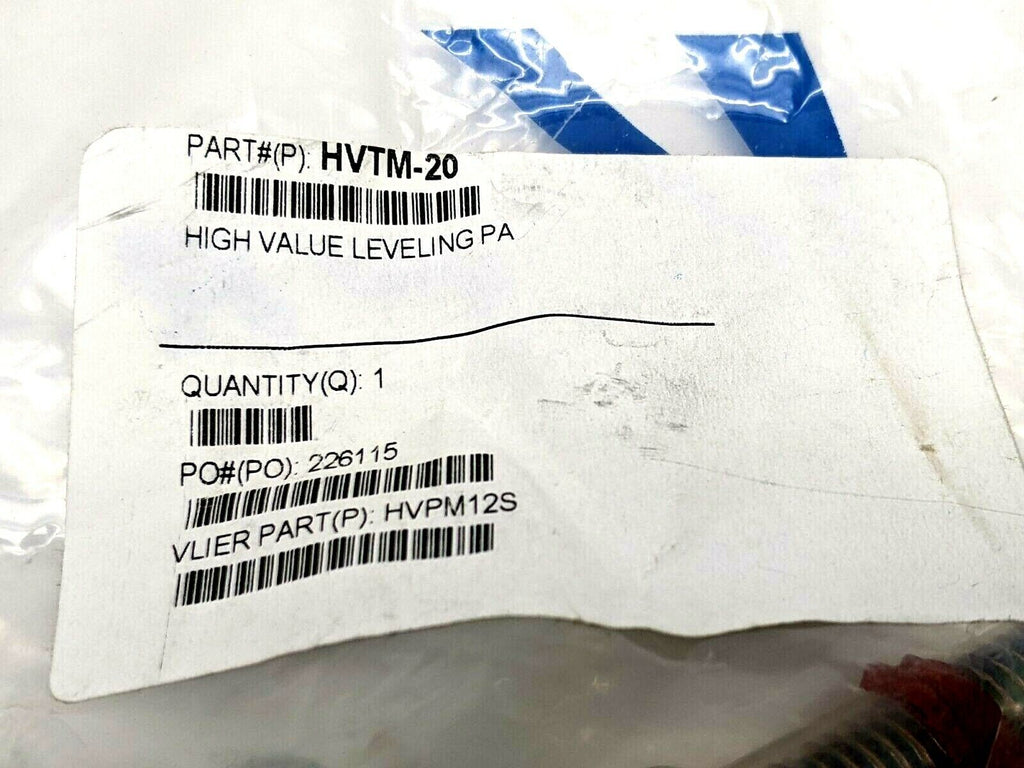 PART#(P): HVTM-20
HIGH VALUE LEVELING PA
QUANTITY(Q): 1
PO#(PO): 226115
VLIER PART(P): HVPM12S